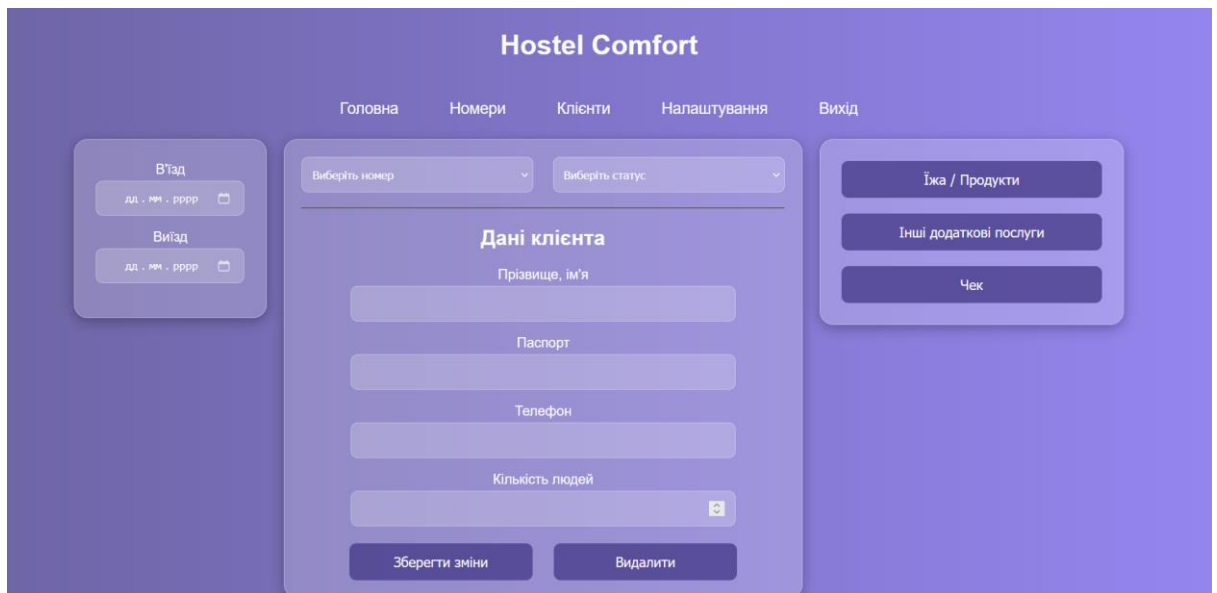 Hostel Comfort
Головна Номери Клієнти Налаштування Вихід
В'їзд
дд . мм . рррр
Виїзд
дд . мм . рррр
Виберіть номер Виберіть статус
Дані клієнта
Прізвище, ім'я
Паспорт
Телефон
Кількість людей
Зберегти зміни Видалити
Їжа / Продукти
Інші додаткові послуги
Чек